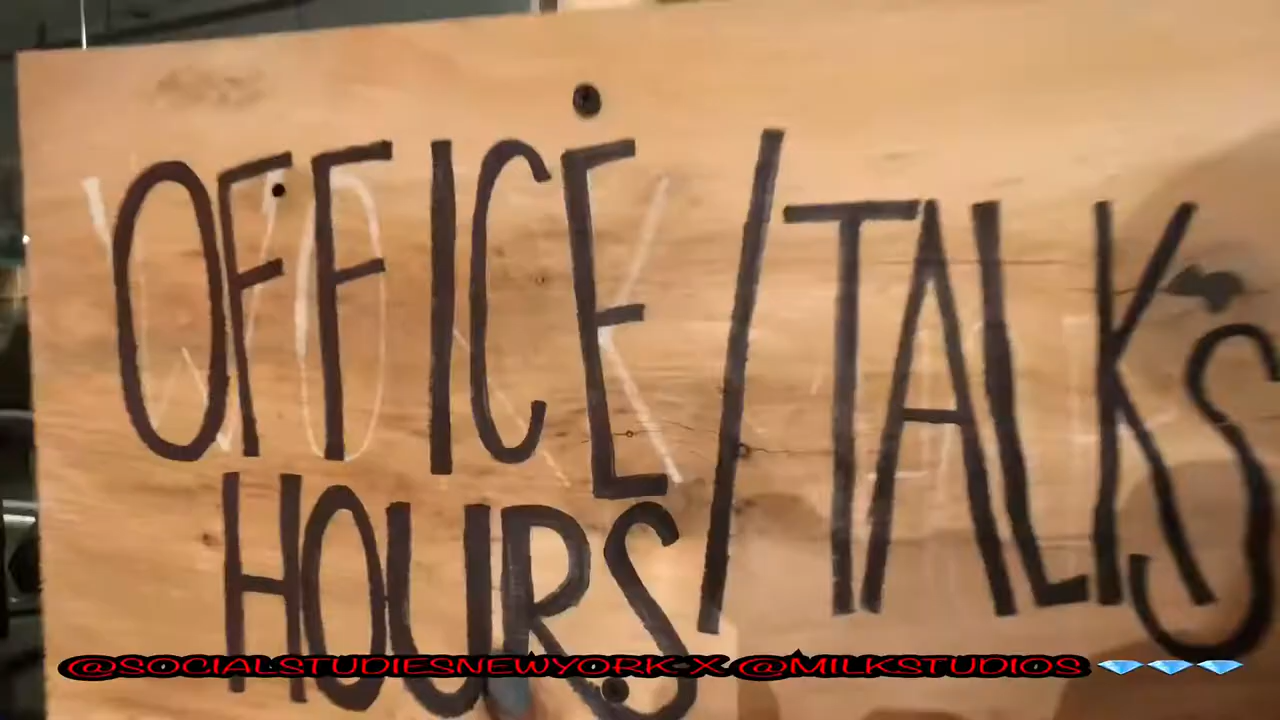 OFFICE/TALKS
HOURS
@SOCIALSTUDIESNEWYORK X @MILKSTUDIOS 💎💎💎